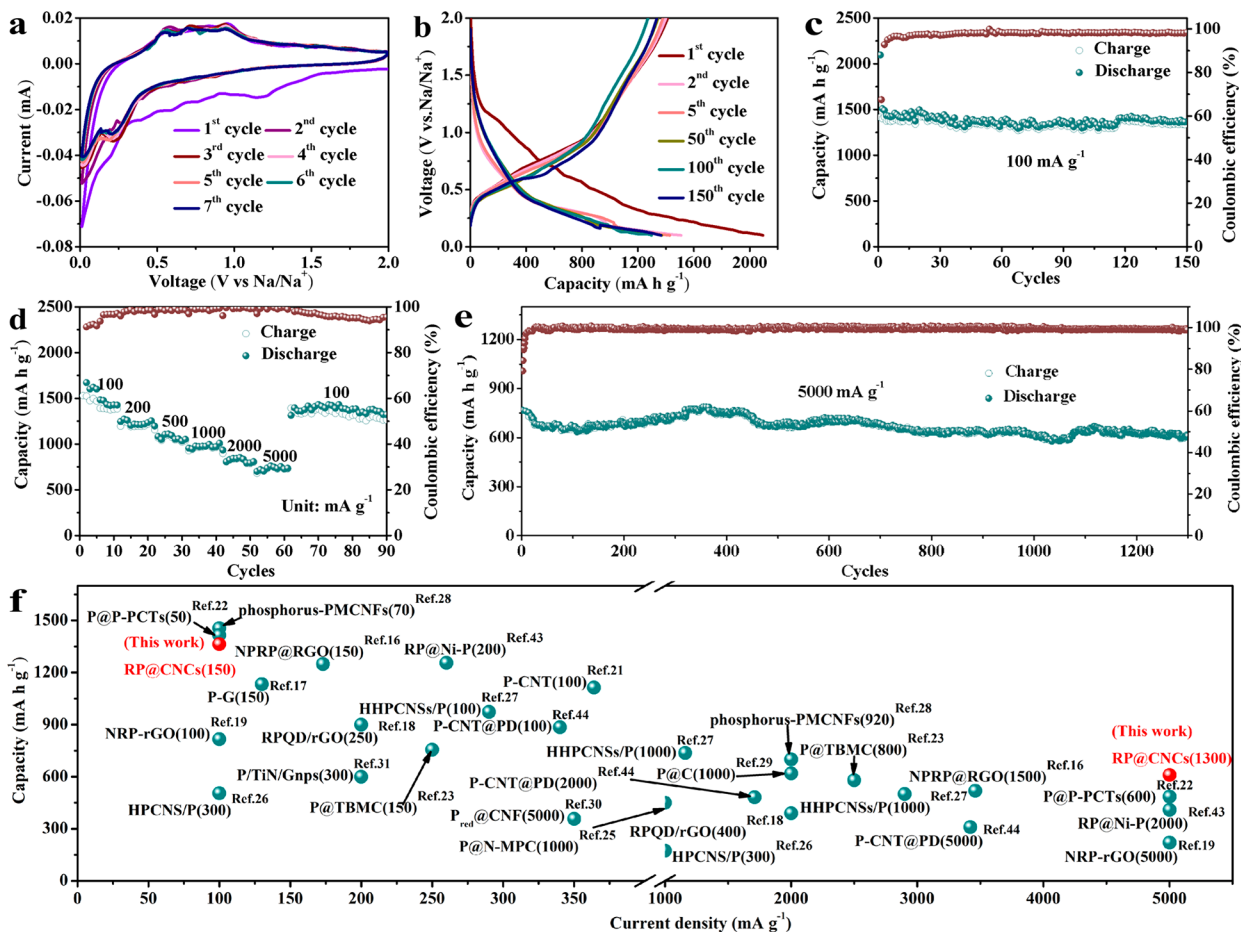 a
0.02
0.00
-0.02
-0.04
-0.06
-0.08
Current (mA)
1st cycle
2nd cycle
3rd cycle
4th cycle
5th cycle
6th cycle
7th cycle
0.0
0.5
1.0
1.5
2.0
Voltage (V vs Na/Na+)
b
2.0
1.6
1.2
0.8
0.4
0.0
Voltage (V vs.Na/Na+)
1st cycle
2nd cycle
5th cycle
50th cycle
100th cycle
150th cycle
0
400
800
1200
1600
2000
Capacity (mA h g-1)
c
2500
2000
1500
1000
500
0
Capacity (mA h g-1)
Charge
Discharge
100 mA g-1
100
80
60
40
20
0
Coulombic efficiency (%)
0
30
60
90
120
150
Cycles
d
2500
2000
1500
1000
500
0
Capacity (mA h g-1)
Charge
Discharge
100
200
500
1000
2000
5000
100
Unit: mA g-1
100
80
60
40
20
0
Coulombic efficiency (%)
0
10
20
30
40
50
60
70
80
90
Cycles
e
1200
900
600
300
0
Capacity (mA h g-1)
5000 mA g-1
Charge
Discharge
100
80
60
40
20
0
Coulombic efficiency (%)
0
200
400
600
800
1000
1200
Cycles
f
1500
1200
900
600
300
0
Capacity (mA h g-1)
P@P-PCTs(50)Ref.22
phosphorus-PMCNFs(70)Ref.28
(This work)
RP@CNCs(150)
NPRP@RGO(150)Ref.16
RP@Ni-P(200)Ref.43
P-G(150)Ref.17
P-CNT(100)Ref.21
HHPCNSs/P(100)Ref.27
NRP-rGO(100)Ref.19
RPQD/rGO(250)Ref.18
P-CNT@PD(100)Ref.44
phosphorus-PMCNFs(920)Ref.28
(This work)
RP@CNCs(1300)
HHPCNSs/P(1000)Ref.27
P@TBMC(800)Ref.23
P/TiN/Gnps(300)Ref.31
P-CNT@PD(2000)Ref.44
P@C(1000)Ref.29
NPRP@RGO(1500)Ref.16
HPCNS/P(300)Ref.26
P@TBMC(150)Ref.23
P@P-PCTs(600)Ref.22
Pred@CNF(5000)Ref.30
HHPCNSs/P(1000)Ref.27
RPQD/rGO(400)Ref.18
RP@Ni-P(2000)Ref.43
P@N-MPC(1000)Ref.25
HPCNS/P(300)Ref.26
P-CNT@PD(5000)Ref.44
NRP-rGO(5000)Ref.19
50
100
150
200
250
300
350
1000
2000
3000
4000
5000
Current density (mA g-1)